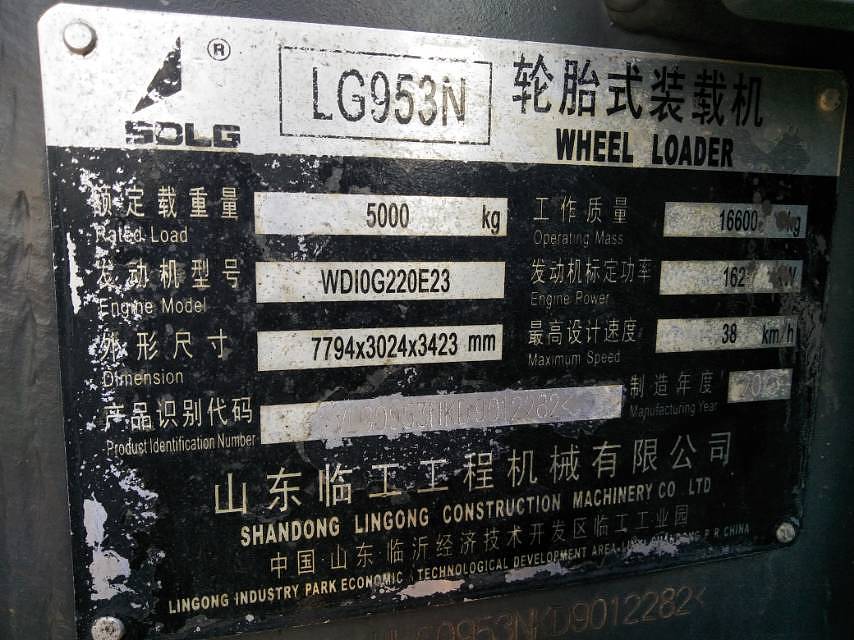 SDLG ® LG953N 轮胎式装载机
WHEEL LOADER
额定载重量 5000 kg 工作质量 16600 kg
Rated Load Operating Mass
发动机型号 WD10G220E23 发动机标定功率 162 kW
Engine Model Engine Power
外形尺寸 7794x3024x3423 mm 最高设计速度 38 km/h
Dimension Maximum Speed
产品识别代码 制造年度
Product Identification Number Manufacturing Year
山东临工工程机械有限公司
SHANDONG LINGONG CONSTRUCTION MACHINERY CO LTD
中国·山东·临沂经济技术开发区临工工业园
LINGONG INDUSTRY PARK ECONOMIC TECHNOLOGICAL DEVELOPMENT AREA P R CHINA
0953NKD9012282<